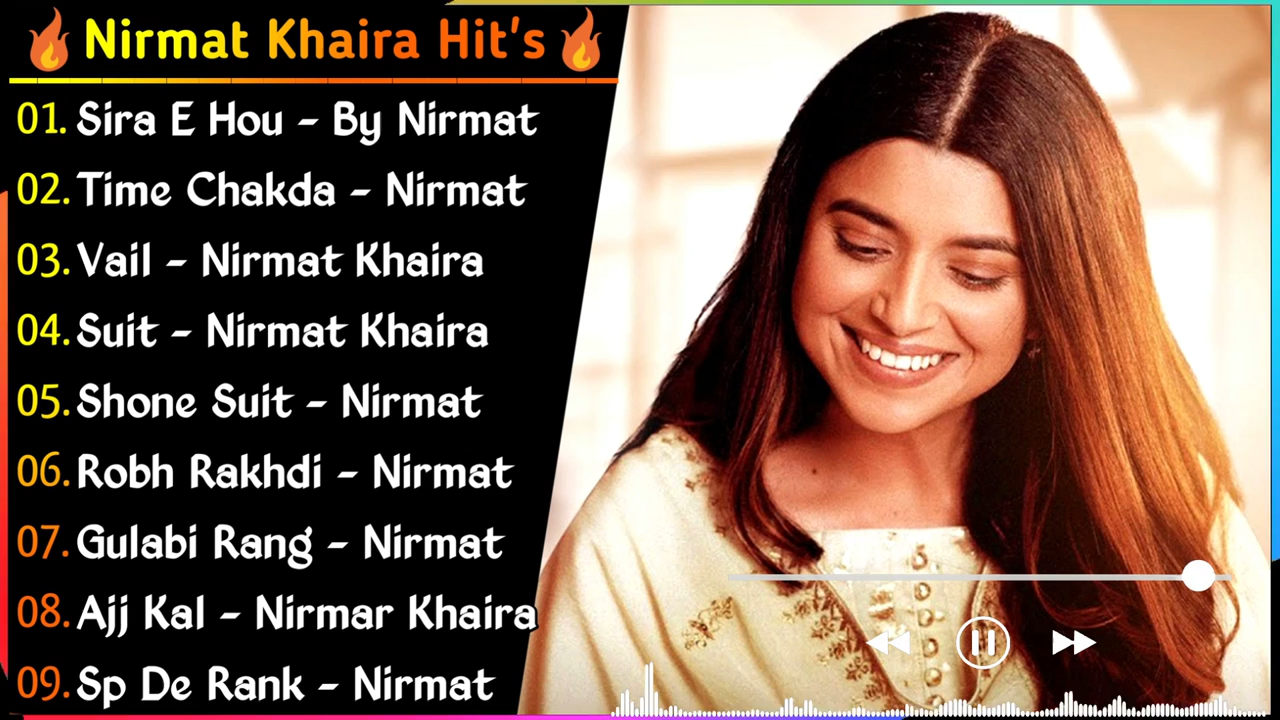 Nirmat Khaira Hit's
01. Sira E Hou - By Nirmat
02. Time Chakda - Nirmat
03. Vail - Nirmat Khaira
04. Suit - Nirmat Khaira
05. Shone Suit - Nirmat
06. Robh Rakhdi - Nirmat
07. Gulabi Rang - Nirmat
08. Ajj Kal - Nirmar Khaira
09. Sp De Rank - Nirmat